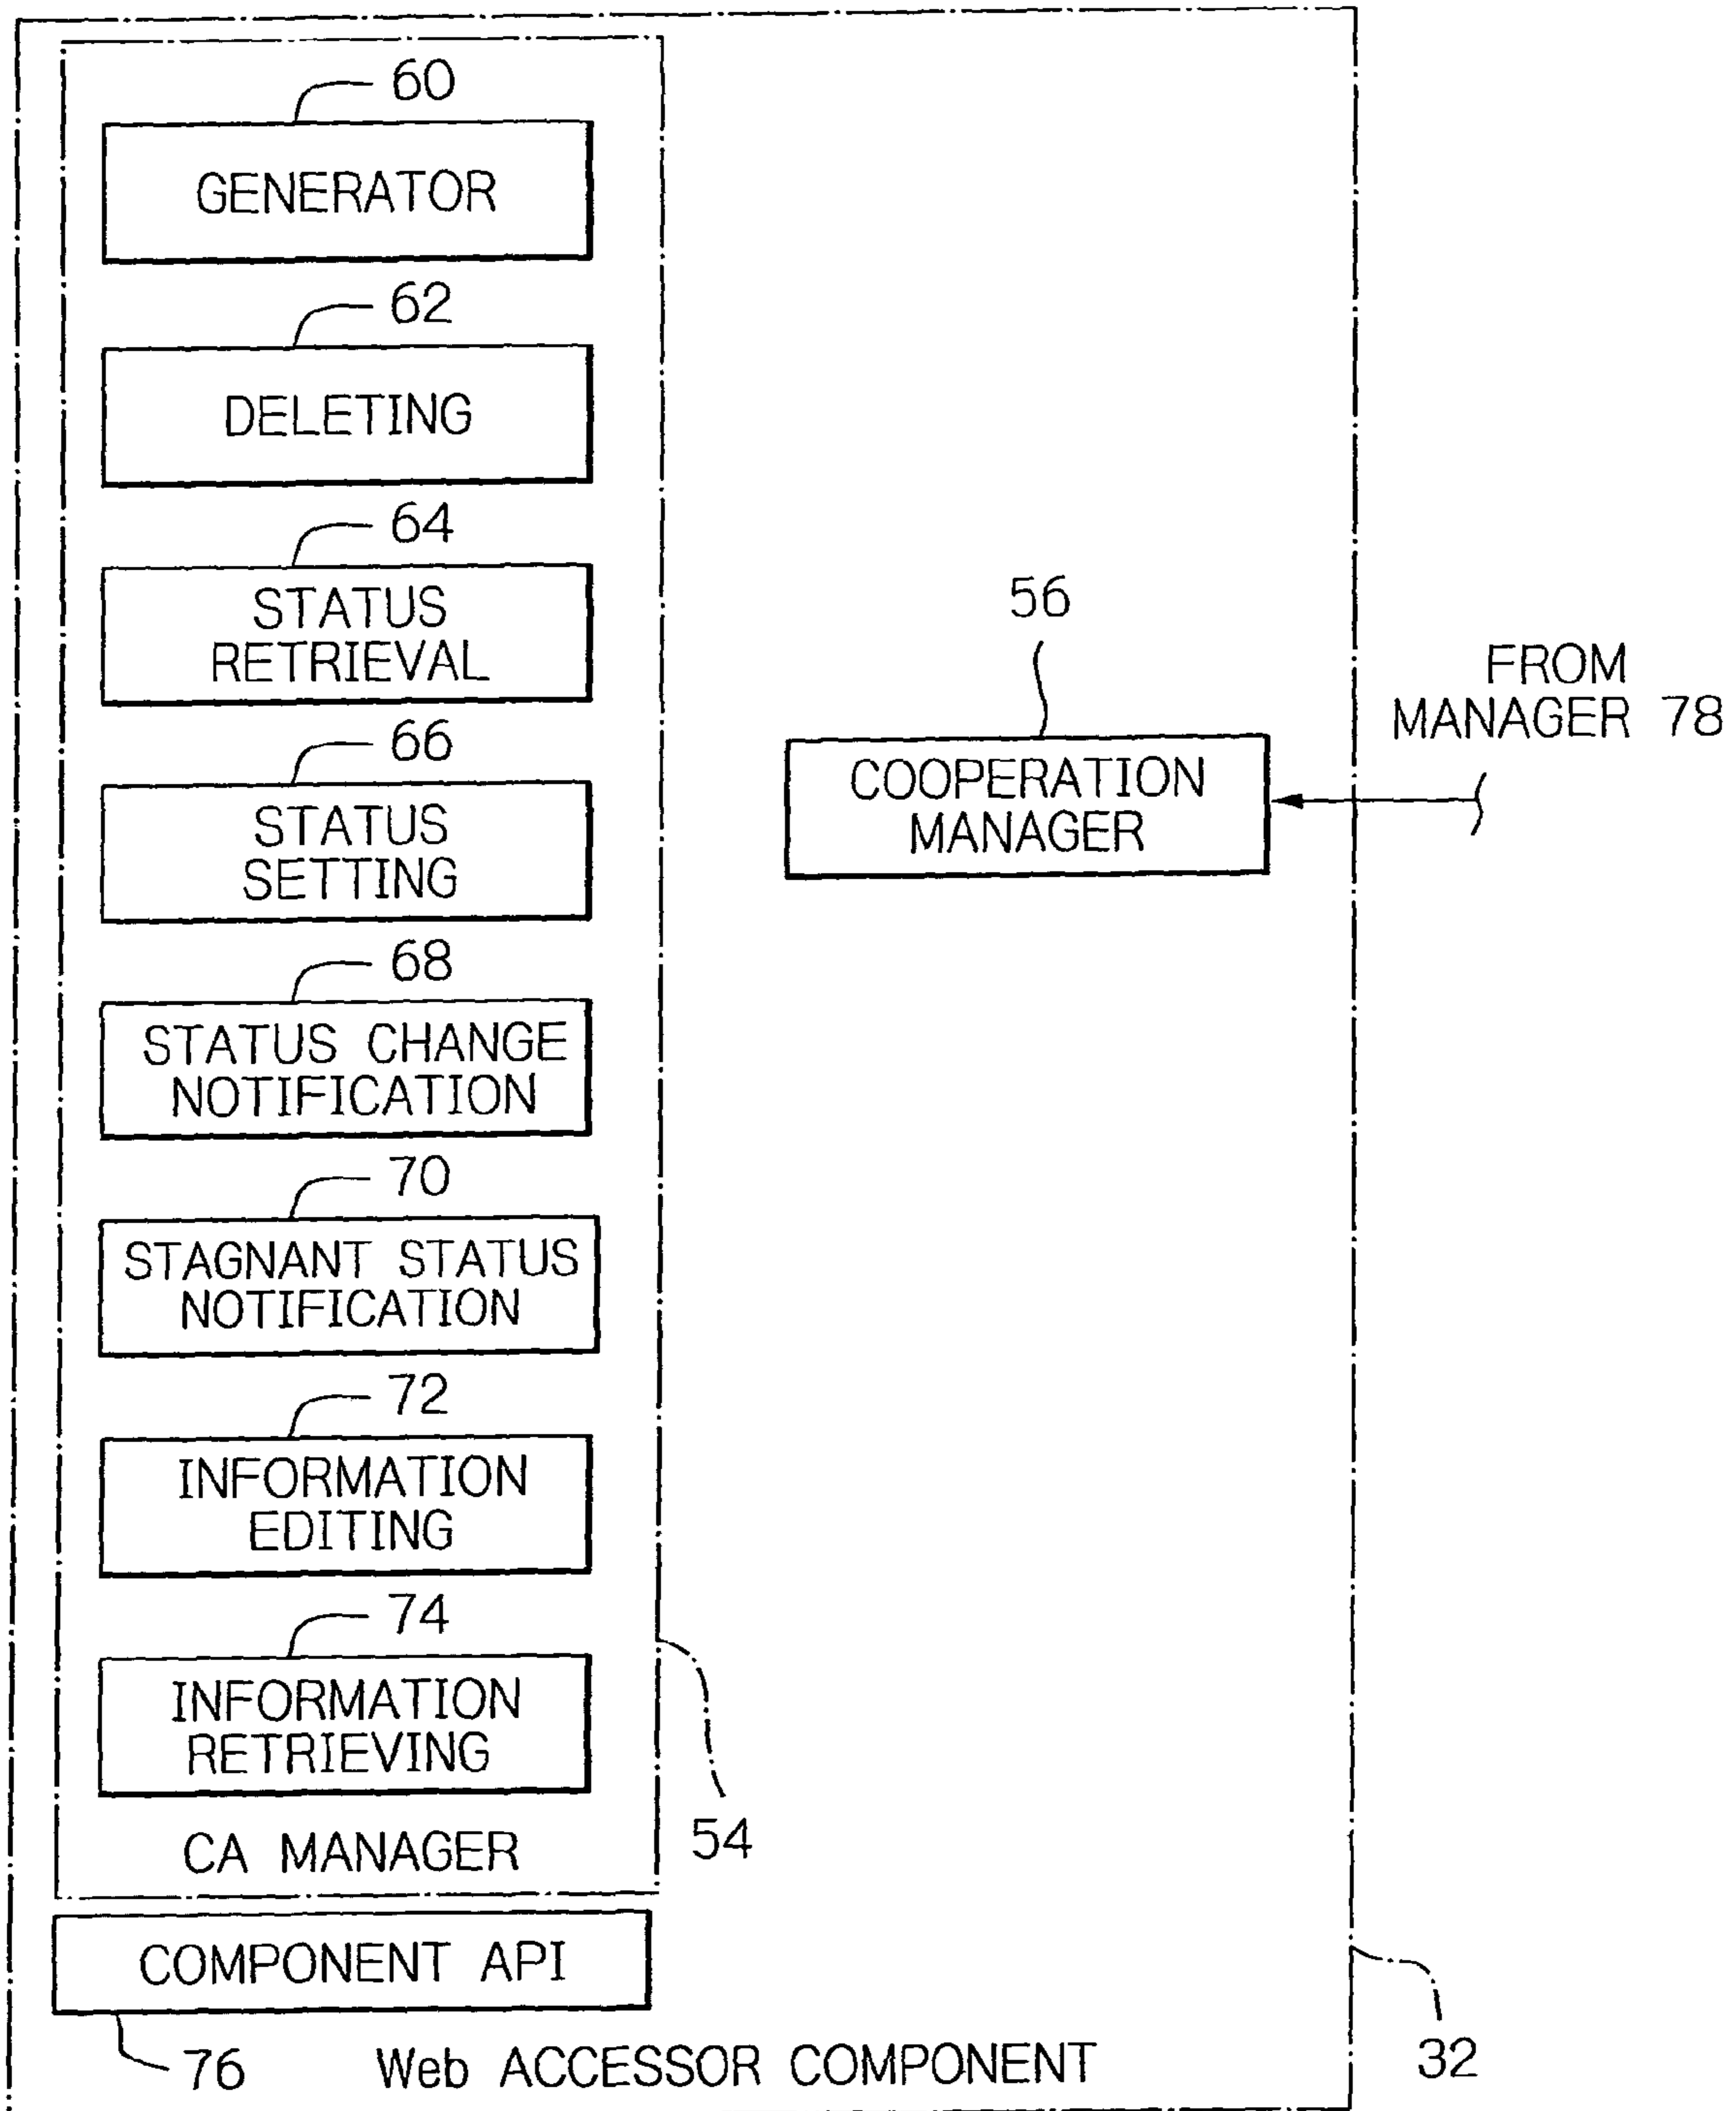 60
GENERATOR
62
DELETING
64
STATUS
RETRIEVAL
66
STATUS
SETTING
68
STATUS CHANGE
NOTIFICATION
70
STAGNANT STATUS
NOTIFICATION
72
INFORMATION
EDITING
74
INFORMATION
RETRIEVING
CA MANAGER
54
COMPONENT API
76
Web ACCESSOR COMPONENT
32
56
COOPERATION
MANAGER
FROM
MANAGER 78